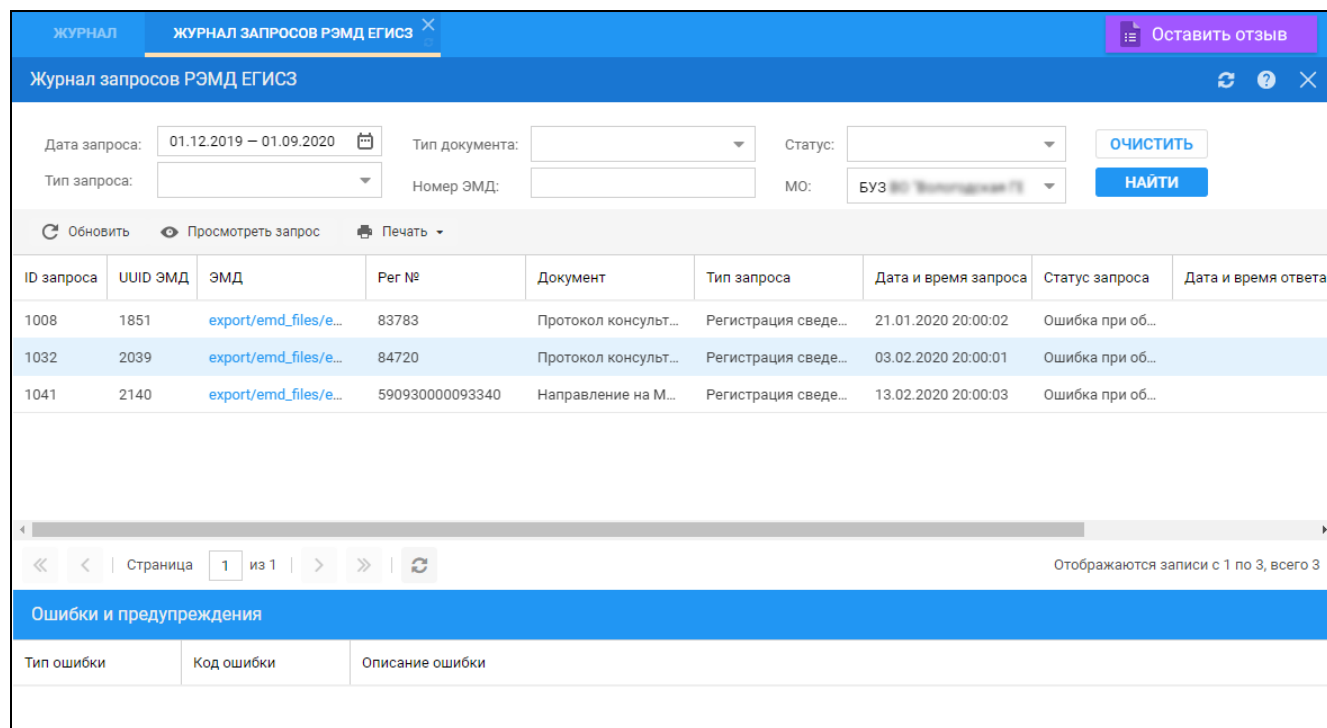 ЖУРНАЛ ЖУРНАЛ ЗАПРОСОВ РЭМД ЕГИСЗ Оставить отзыв
Журнал запросов РЭМД ЕГИСЗ
Дата запроса: 01.12.2019 — 01.09.2020 Тип документа: Статус: ОЧИСТИТЬ
Тип запроса: Номер ЭМД: МО: БУЗ НАЙТИ
Обновить Просмотреть запрос Печать
ID запроса UUID ЭМД ЭМД Рег № Документ Тип запроса Дата и время запроса Статус запроса Дата и время ответа
1008 1851 export/emd_files/e... 83783 Протокол консульт... Регистрация сведе... 21.01.2020 20:00:02 Ошибка при об...
1032 2039 export/emd_files/e... 84720 Протокол консульт... Регистрация сведе... 03.02.2020 20:00:01 Ошибка при об...
1041 2140 export/emd_files/e... 590930000093340 Направление на М... Регистрация сведе... 13.02.2020 20:00:03 Ошибка при об...
Страница 1 из 1 Отображаются записи с 1 по 3, всего 3
Ошибки и предупреждения
Тип ошибки Код ошибки Описание ошибки